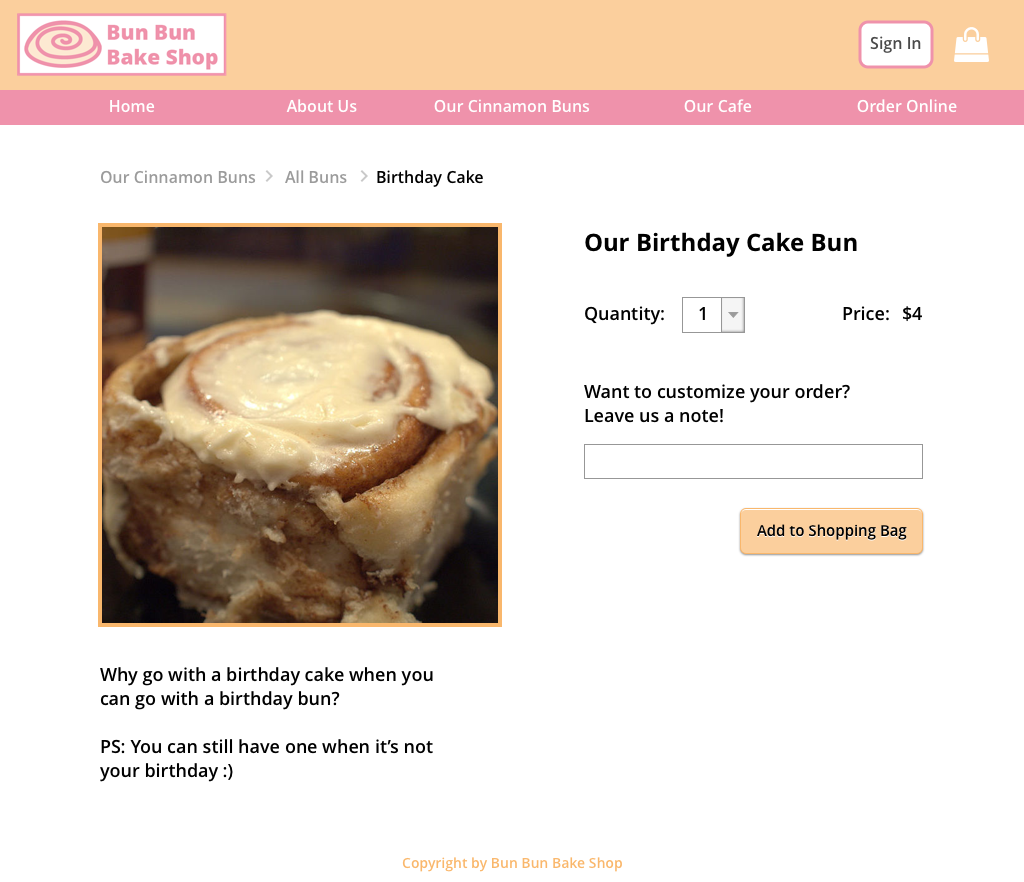 Bun Bun
Bake Shop
Sign In
Home About Us Our Cinnamon Buns Our Cafe Order Online
Our Cinnamon Buns All Buns Birthday Cake
Our Birthday Cake Bun
Quantity: 1 Price: $4
Want to customize your order?
Leave us a note!
Add to Shopping Bag
Why go with a birthday cake when you
can go with a birthday bun?
PS: You can still have one when it’s not
your birthday :)
Copyright by Bun Bun Bake Shop